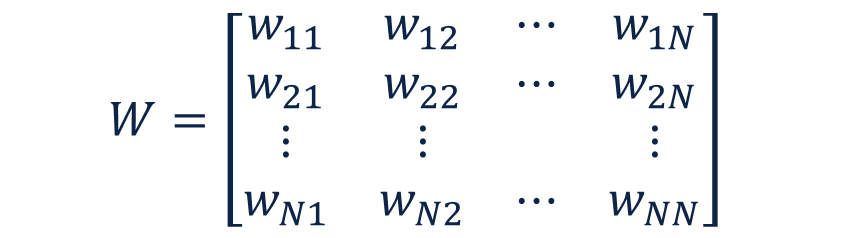 W = [w₁₁ w₁₂ ⋯ w₁N
w₂₁ w₂₂ ⋯ w₂N
⋮ ⋮ ⋮
wN₁ wN₂ ⋯ wNN]